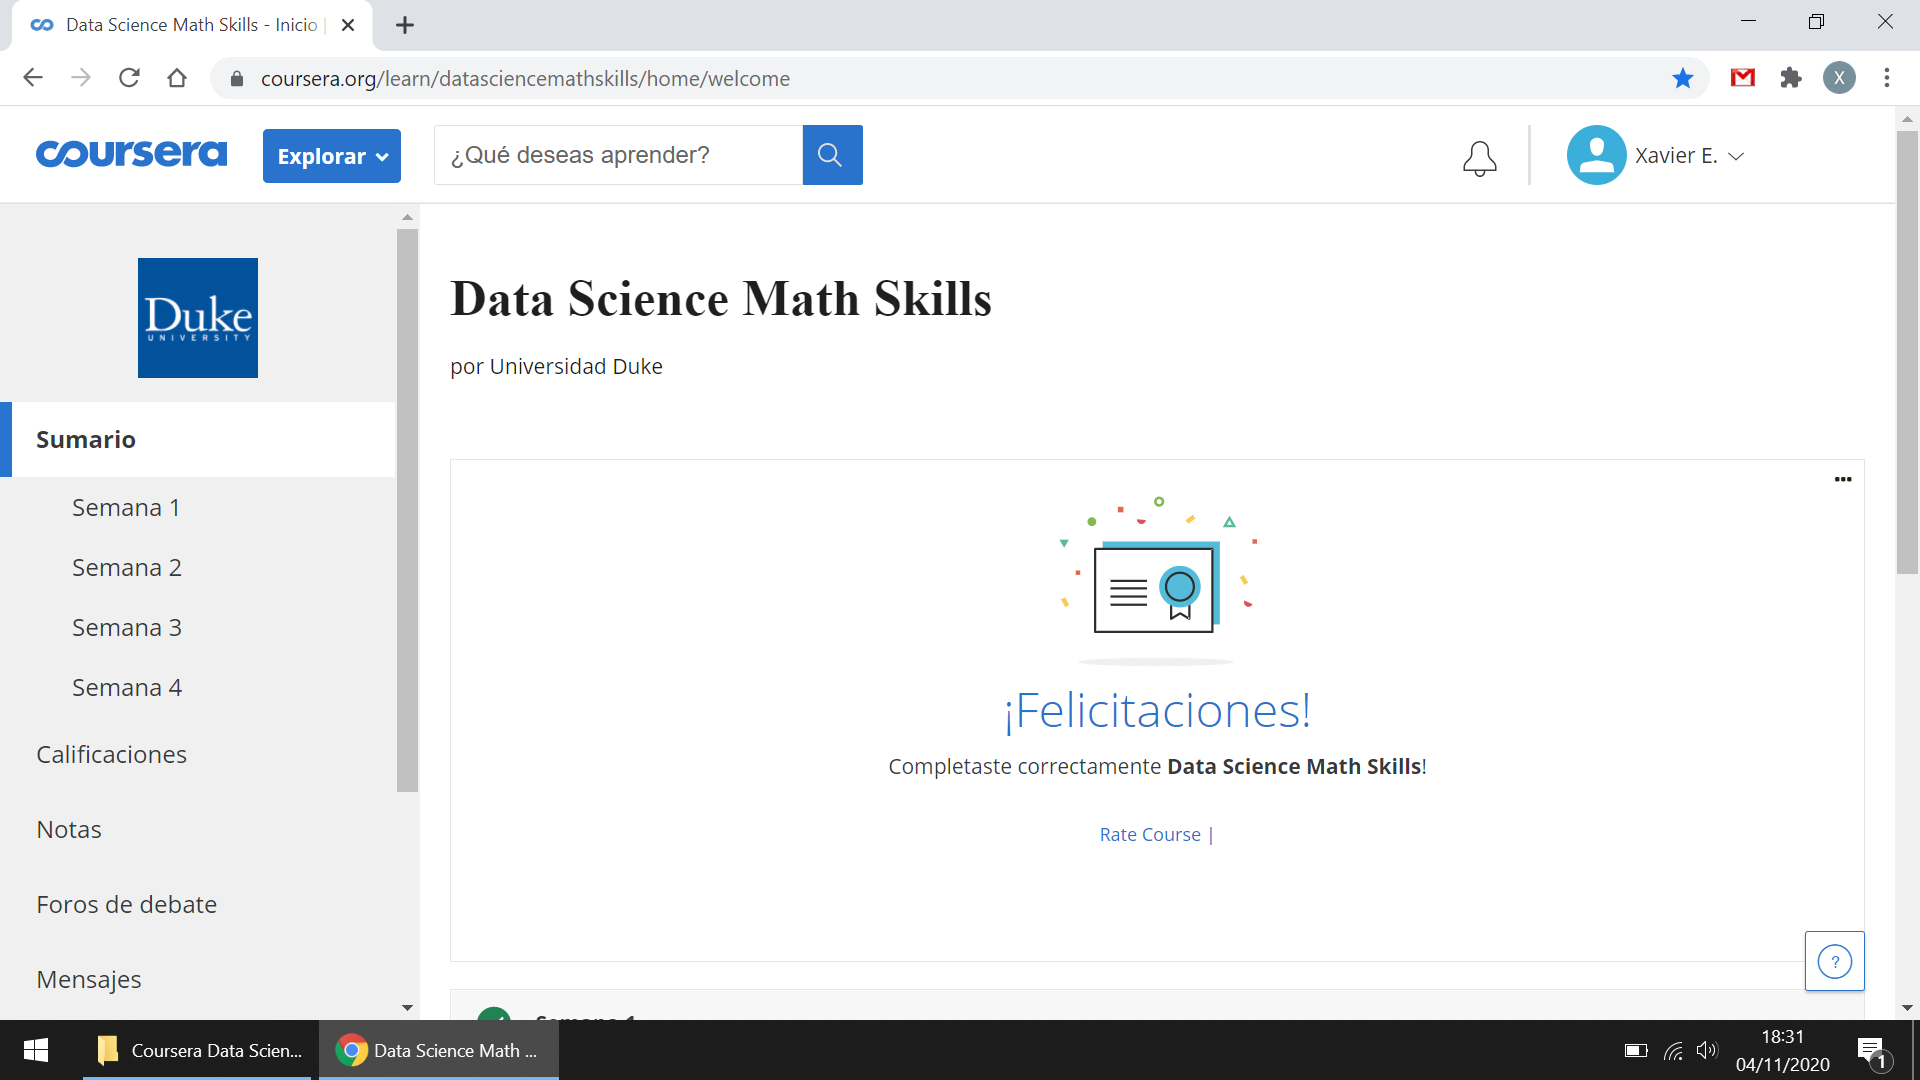 Data Science Math Skills - Inicio |
coursera.org/learn/datasciencemathskills/home/welcome
X
coursera
Explorar
¿Qué deseas aprender?
Xavier E.
Duke
UNIVERSITY
Sumario
Semana 1
Semana 2
Semana 3
Semana 4
Calificaciones
Notas
Foros de debate
Mensajes
Data Science Math Skills
por Universidad Duke
¡Felicitaciones!
Completaste correctamente Data Science Math Skills!
Rate Course |
?
Semana 1
Coursera Data Scien...
Data Science Math ...
18:31
04/11/2020
1